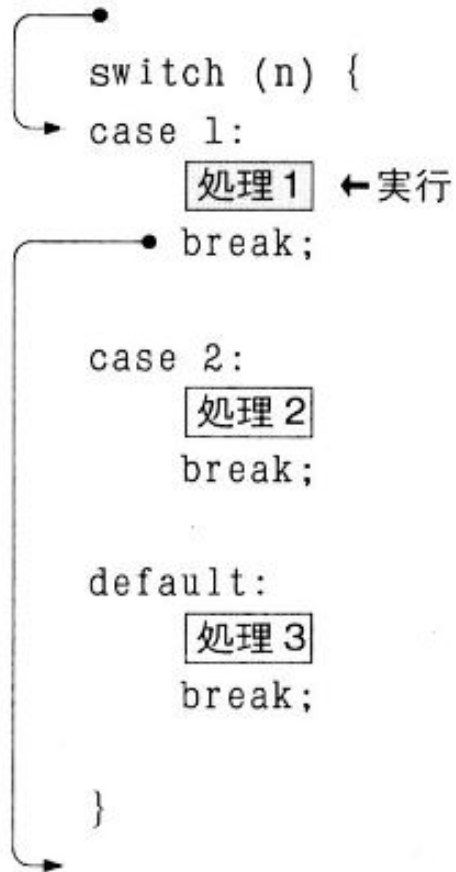 switch (n) {
case 1:
処理1 ←実行
break;
case 2:
処理2
break;
default:
処理3
break;
}